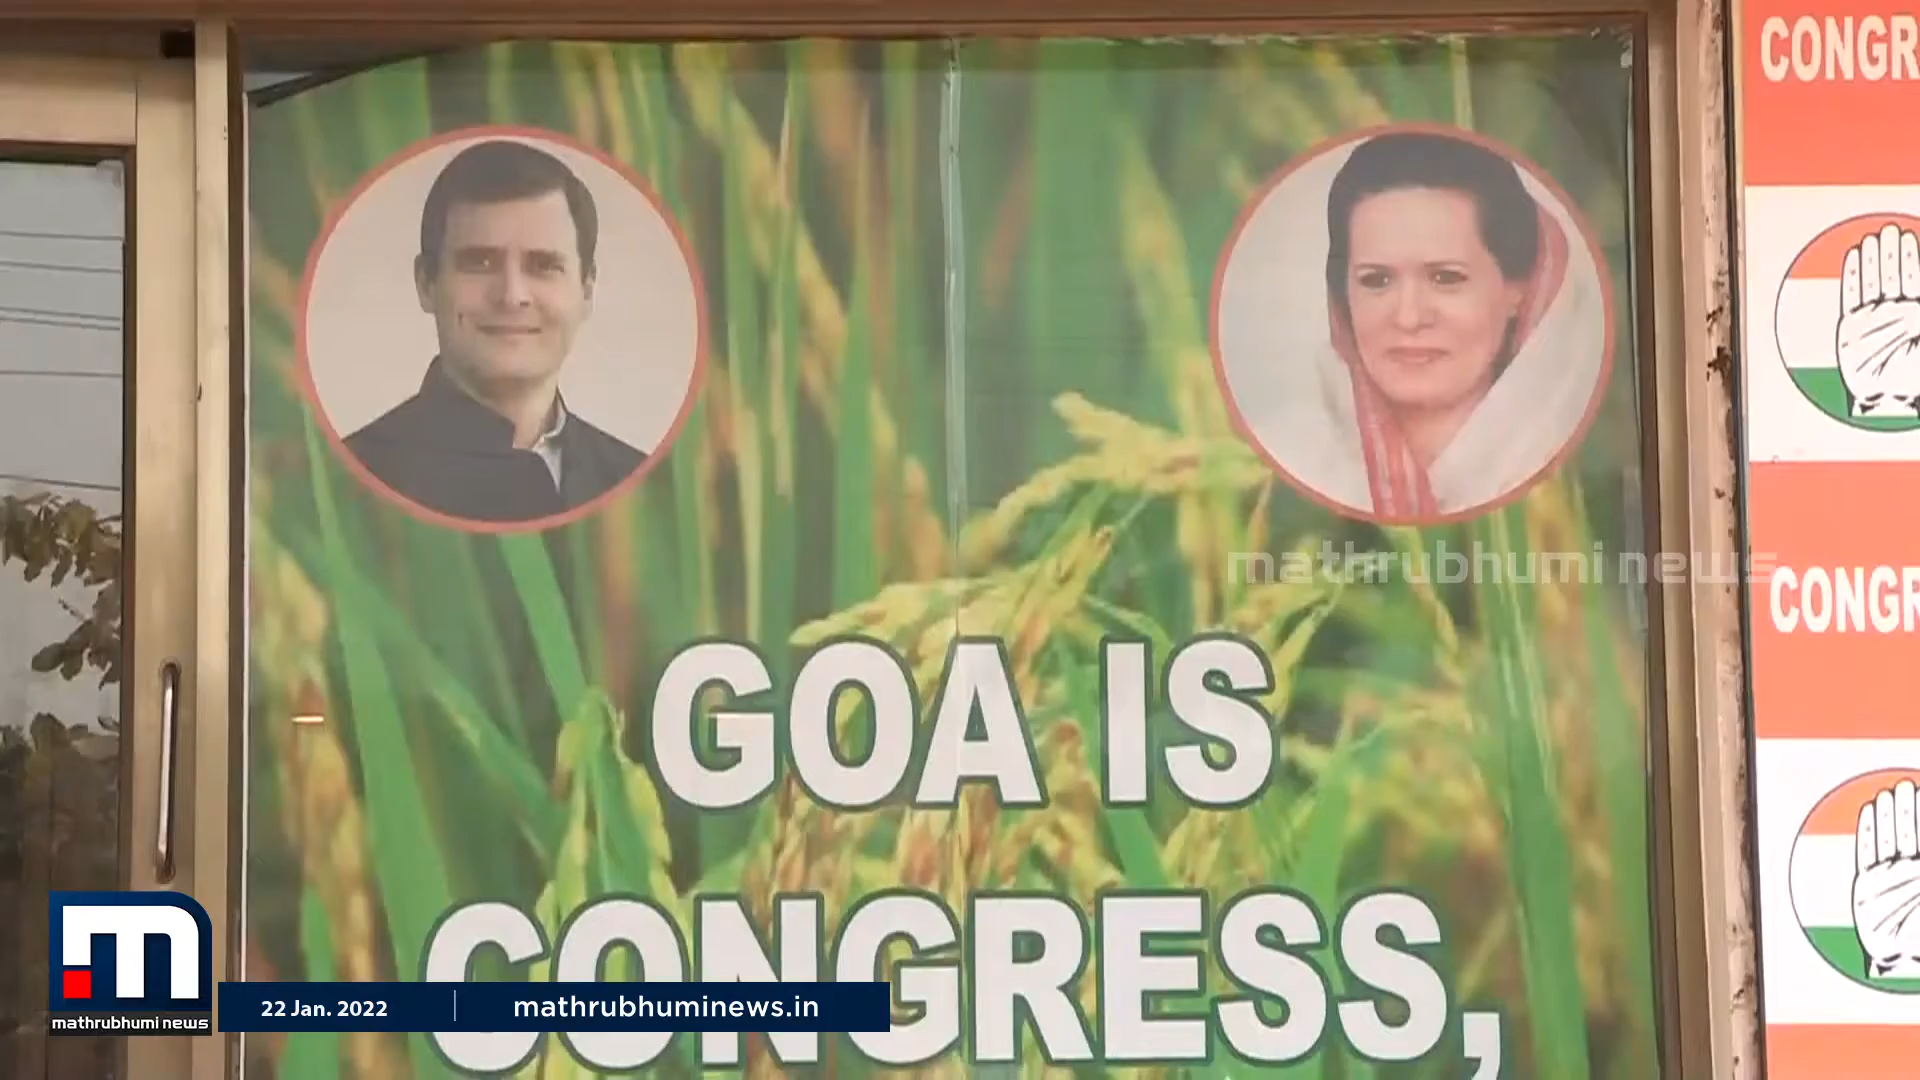 CONGR
mathrubhumi news
CONGR
GOA IS
CONGRESS,
22 Jan. 2022
mathrubhuminews.in
mathrubhumi news